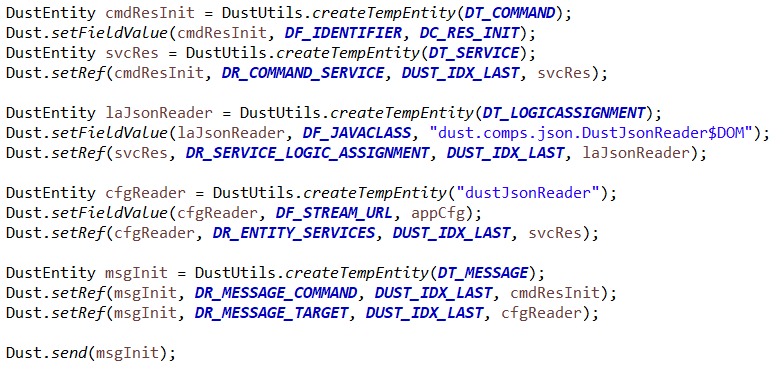 DustEntity cmdResInit = DustUtils.createTempEntity(DT_COMMAND);
Dust.setFieldValue(cmdResInit, DF_IDENTIFIER, DC_RES_INIT);
DustEntity svcRes = DustUtils.createTempEntity(DT_SERVICE);
Dust.setRef(cmdResInit, DR_COMMAND_SERVICE, DUST_IDX_LAST, svcRes);

DustEntity laJsonReader = DustUtils.createTempEntity(DT_LOGICASSIGNMENT);
Dust.setFieldValue(laJsonReader, DF_JAVACLASS, "dust.comps.json.DustJsonReader$DOM");
Dust.setRef(svcRes, DR_SERVICE_LOGIC_ASSIGNMENT, DUST_IDX_LAST, laJsonReader);

DustEntity cfgReader = DustUtils.createTempEntity("dustJsonReader");
Dust.setFieldValue(cfgReader, DF_STREAM_URL, appCfg);
Dust.setRef(cfgReader, DR_ENTITY_SERVICES, DUST_IDX_LAST, svcRes);

DustEntity msgInit = DustUtils.createTempEntity(DT_MESSAGE);
Dust.setRef(msgInit, DR_MESSAGE_COMMAND, DUST_IDX_LAST, cmdResInit);
Dust.setRef(msgInit, DR_MESSAGE_TARGET, DUST_IDX_LAST, cfgReader);

Dust.send(msgInit);